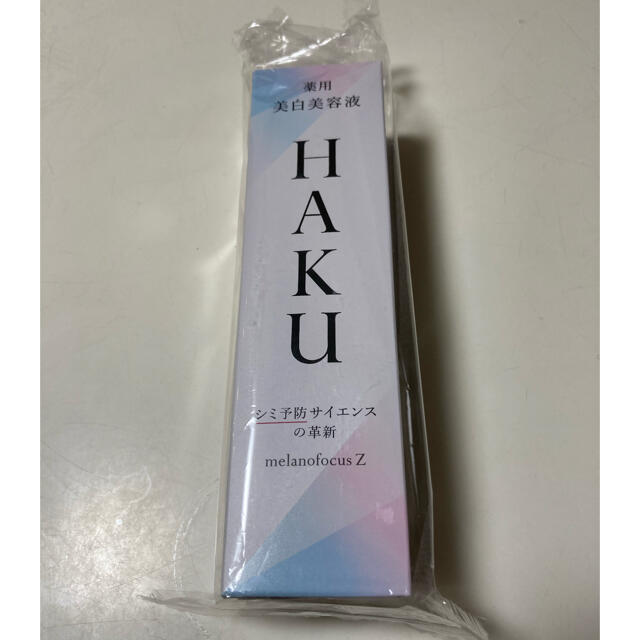 薬用
美白美容液
HAKU
シミ予防サイエンス
の革新
melanofocus Z